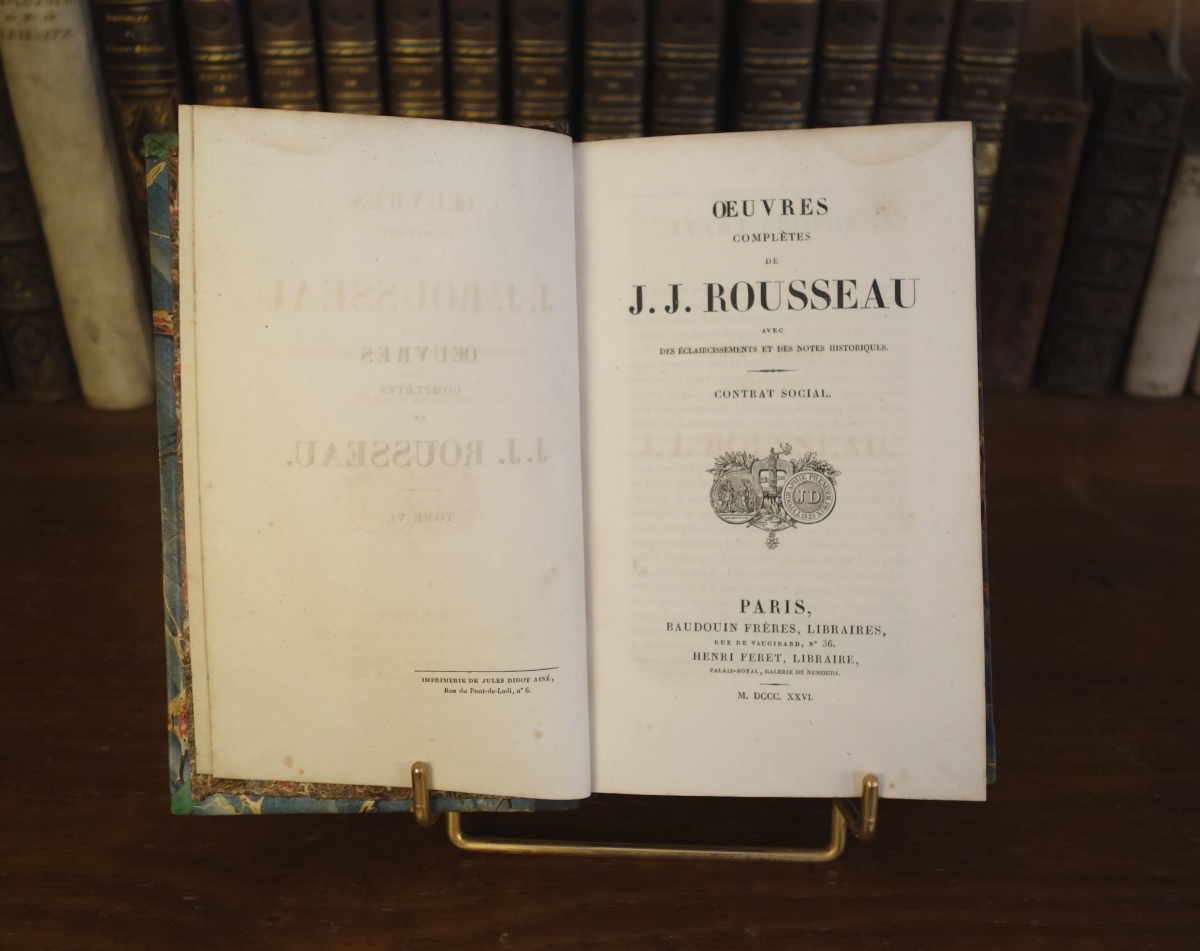 IMPRIMERIE DE JULES DIDOT AINÉ,
Rue du Pont-de-Lodi, n° 6.
OEUVRES
COMPLÈTES
DE
J. J. ROUSSEAU
AVEC
DES ÉCLAIRCISSEMENTS ET DES NOTES HISTORIQUES.
CONTRAT SOCIAL.
JD
PARIS,
BAUDOUIN FRÈRES, LIBRAIRES,
RUE DE VAUGIRARD, N° 36.
HENRI FERET, LIBRAIRE,
PALAIS-ROYAL, GALERIE DE NEMOURS.
M. DCCC. XXVI.